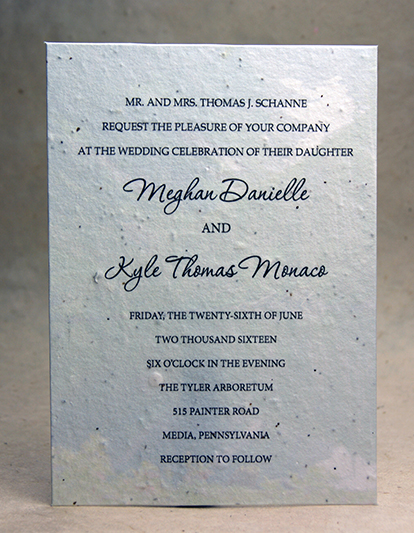 MR. AND MRS. THOMAS J. SCHANNE
REQUEST THE PLEASURE OF YOUR COMPANY
AT THE WEDDING CELEBRATION OF THEIR DAUGHTER
Meghan Danielle
AND
Kyle Thomas Monaco
FRIDAY, THE TWENTY-SIXTH OF JUNE
TWO THOUSAND SIXTEEN
SIX O'CLOCK IN THE EVENING
THE TYLER ARBORETUM
515 PAINTER ROAD
MEDIA, PENNSYLVANIA
RECEPTION TO FOLLOW